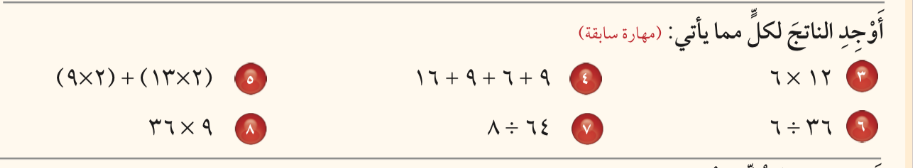 أَوْجِدِ الناتجَ لكلٍّ مما يأتي: (مهارة سابقة)
٣ ١٢ × ٦ ٤ ٩ + ٦ + ٩ + ١٦ ٥ (٢×١٣) + (٢×٩)
٦ ٣٦ ÷ ٦ ٧ ٦٤ ÷ ٨ ٨ ٩ × ٣٦